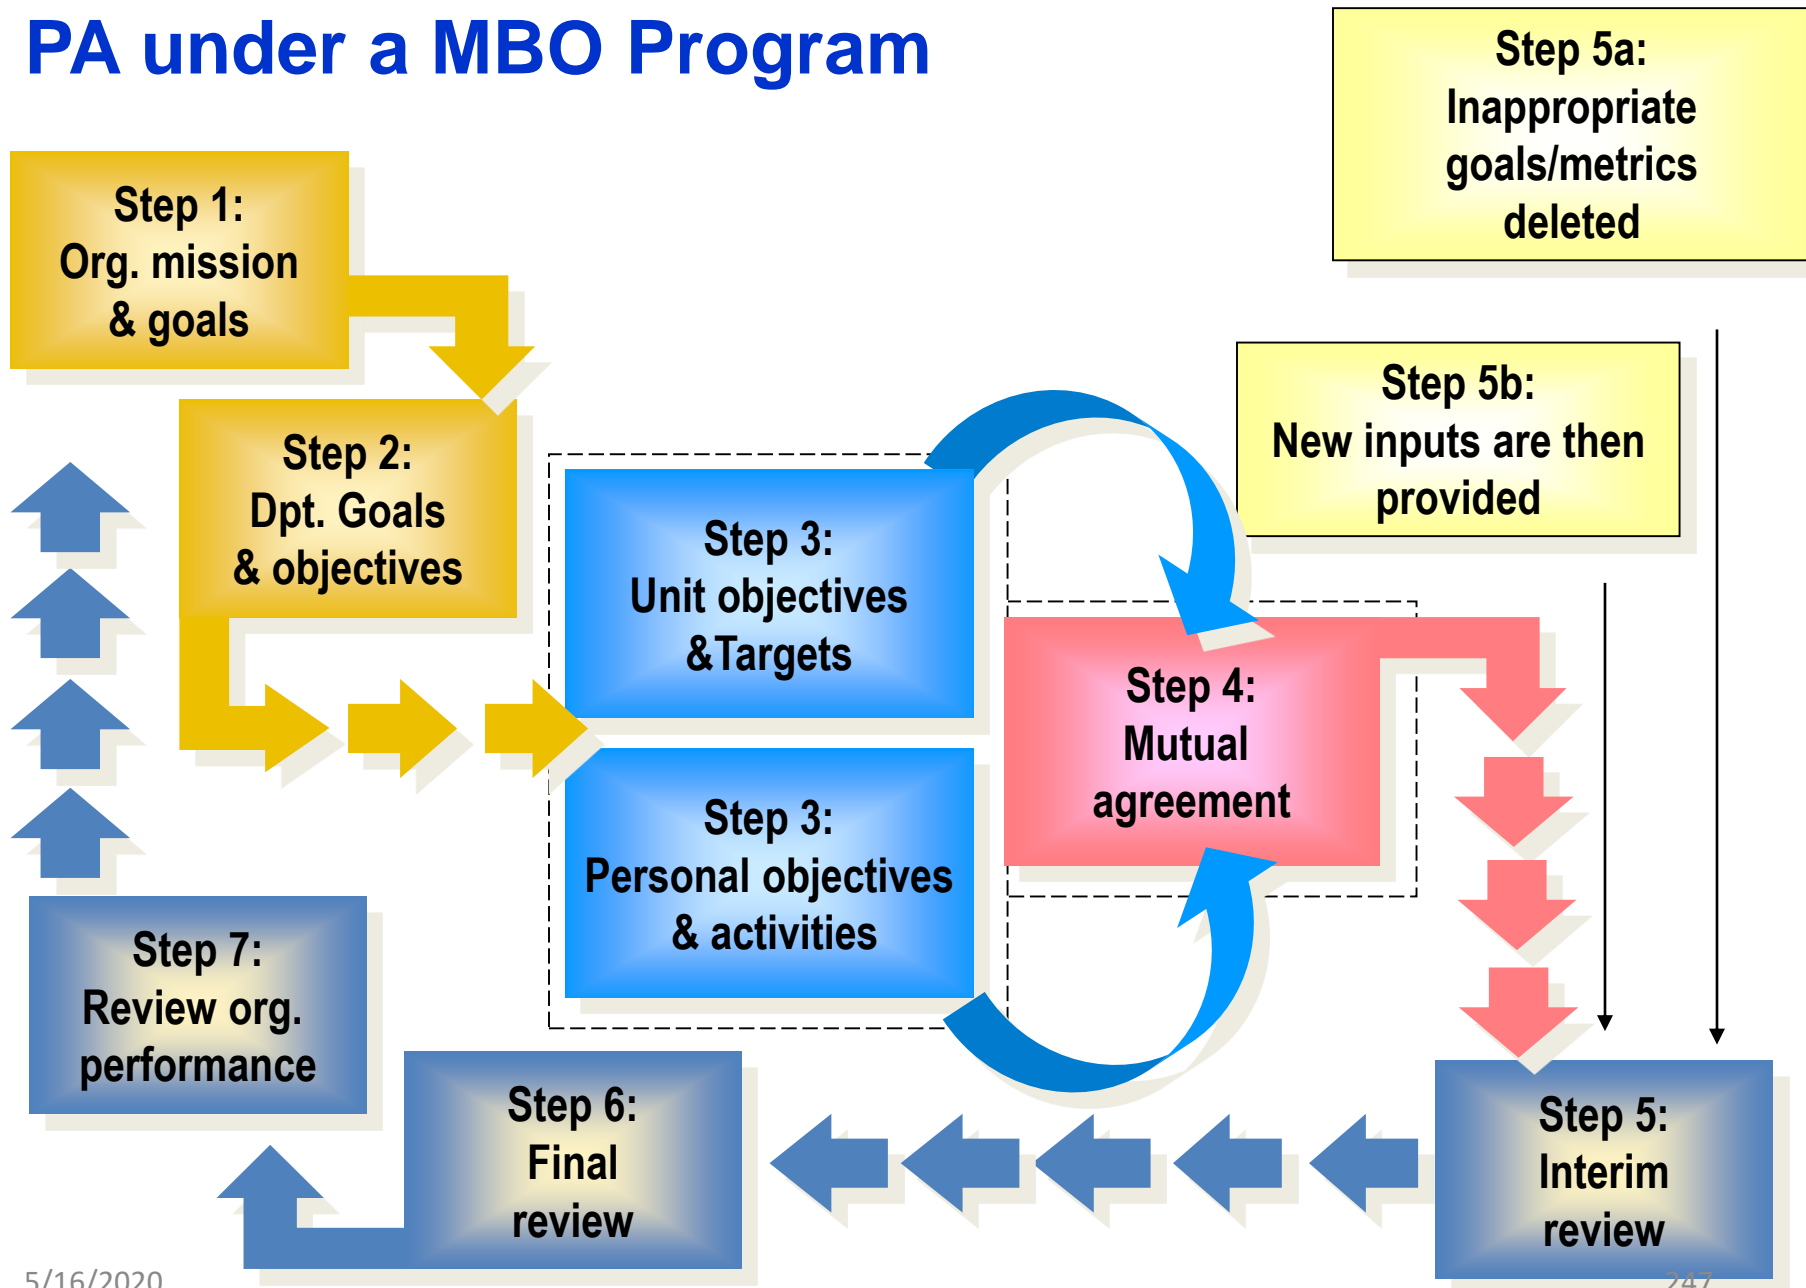 PA under a MBO Program
Step 5a:
Inappropriate
goals/metrics
deleted
Step 1:
Org. mission
& goals
Step 5b:
New inputs are then
provided
Step 2:
Dpt. Goals
& objectives
Step 3:
Unit objectives
&Targets
Step 4:
Mutual
agreement
Step 3:
Personal objectives
& activities
Step 7:
Review org.
performance
Step 6:
Final
review
Step 5:
Interim
review
5/16/2020
247